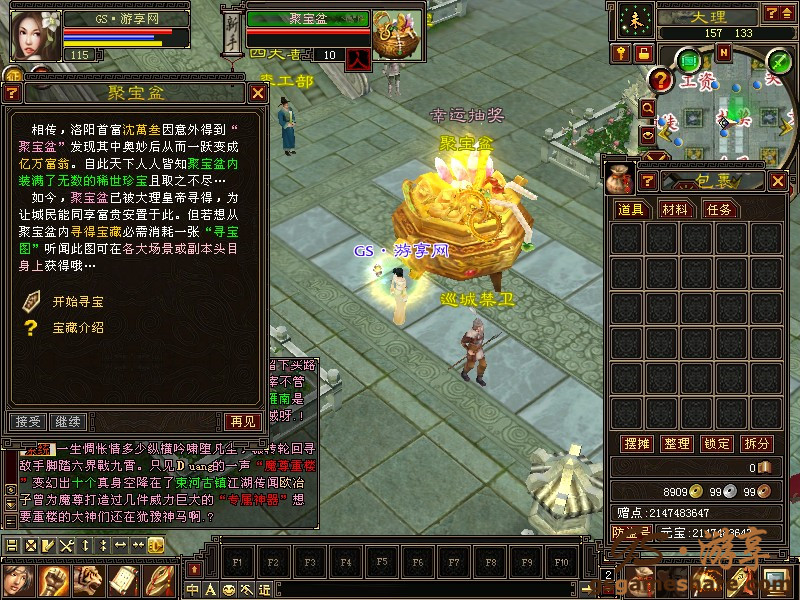 GS·游享网
115
新手
聚宝盆
10
大理
157 133
未
N
聚宝盆
相传，洛阳首富沈萬叁因意外得到“
聚宝盆”发现其中奥妙后从而一跃变成
亿万富翁。自此天下人人皆知聚宝盆内
装满了无数的稀世珍宝且取之不尽…
如今，聚宝盆已被大理皇帝寻得，为
让城民能同享富贵安置于此。但若想从
聚宝盆内寻得宝藏必需消耗一张“寻宝
图”听闻此图可在各大场景或副本头目
身上获得哦…
开始寻宝
宝藏介绍
接受
继续
再见
幸运抽奖
聚宝盆
GS·游享网
巡城禁卫
工资
包裹
道具
材料
任务
摆摊
整理
锁定
拆分
0
8909
99
99
赠点:2147483647
元宝:2147483647
一生惆怅情多少纵横吟啸堕凡尘，辗转轮回寻
敌手脚踏六界戰九霄。只见Duang的一声“魔尊重楼
”变幻出十个真身空降在了束河古镇江湖传闻欧冶
子曾为魔尊打造过几件威力巨大的“专属神器”想
要重楼的大神们还在犹豫神马啊.?
F1
F2
F3
F4
F5
F6
F7
F8
F9
F10
中
A
近
2
游享